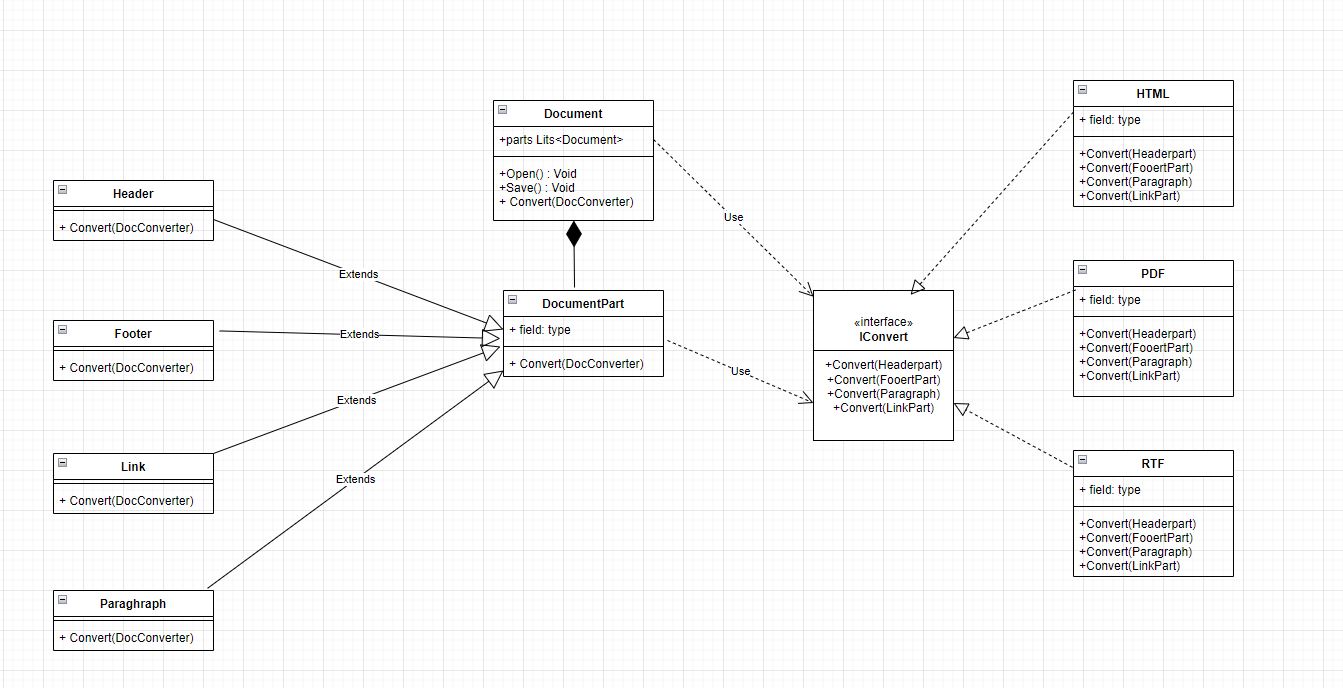 Document
+parts Lits<Document>
+Open() : Void
+Save() : Void
+ Convert(DocConverter)
Header
+ Convert(DocConverter)
Extends
Footer
+ Convert(DocConverter)
Extends
Link
+ Convert(DocConverter)
Extends
Paraghraph
+ Convert(DocConverter)
Extends
DocumentPart
+ field: type
+ Convert(DocConverter)
Use
Use
«interface»
IConvert
+Convert(Headerpart)
+Convert(FooertPart)
+Convert(Paragraph)
+Convert(LinkPart)
HTML
+ field: type
+Convert(Headerpart)
+Convert(FooertPart)
+Convert(Paragraph)
+Convert(LinkPart)
PDF
+ field: type
+Convert(Headerpart)
+Convert(FooertPart)
+Convert(Paragraph)
+Convert(LinkPart)
RTF
+ field: type
+Convert(Headerpart)
+Convert(FooertPart)
+Convert(Paragraph)
+Convert(LinkPart)